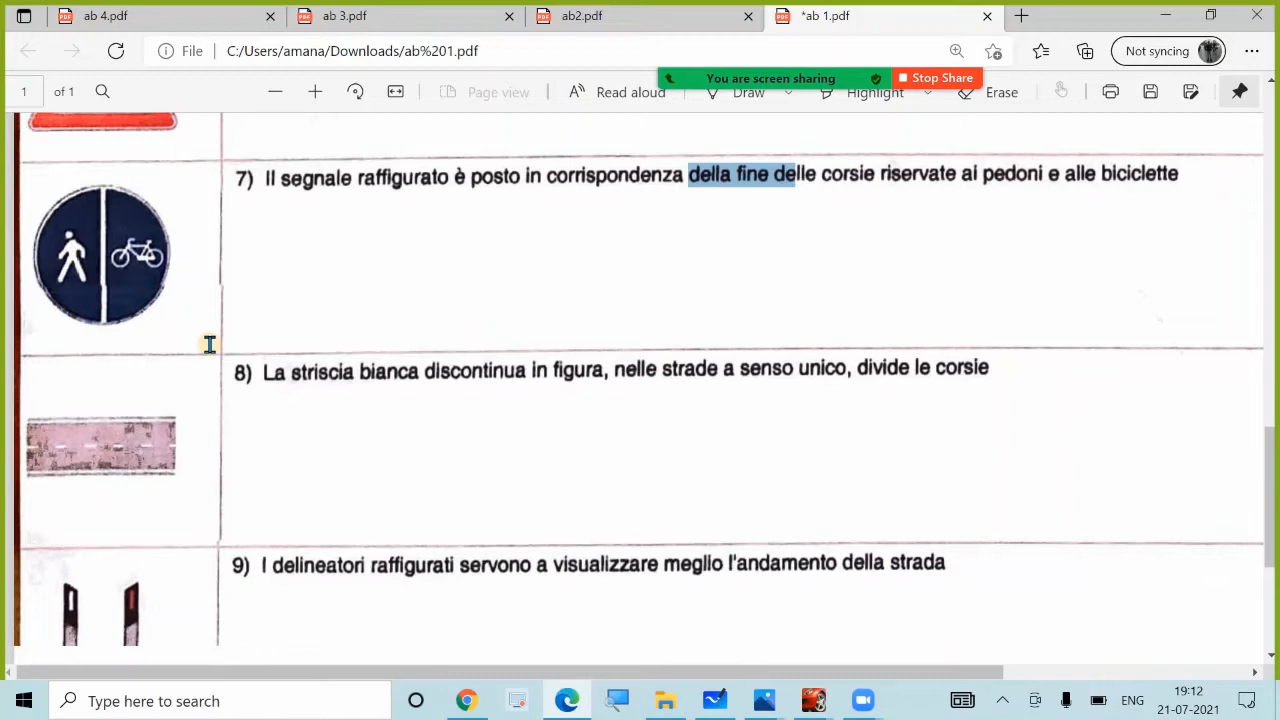 ab 4.pdf
ab 3.pdf
ab2.pdf
*ab 1.pdf
File
C:/Users/amana/Downloads/ab%201.pdf
Not syncing
You are screen sharing
Stop Share
1 of 1
Page view
Read aloud
Draw
Highlight
Erase
7) Il segnale raffigurato è posto in corrispondenza della fine delle corsie riservate ai pedoni e alle biciclette
8) La striscia bianca discontinua in figura, nelle strade a senso unico, divide le corsie
9) I delineatori raffigurati servono a visualizzare meglio l'andamento della strada
Type here to search
ENG
19:12
21-07-2021